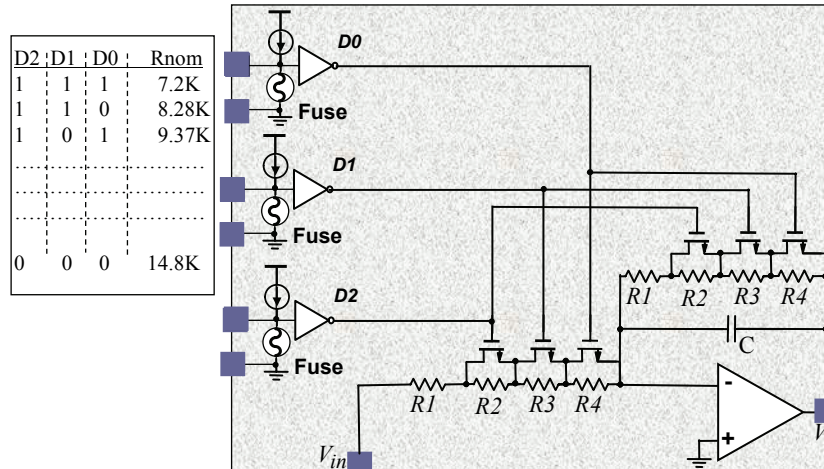 D2 D1 D0 Rnom
1 1 1 7.2K
1 1 0 8.28K
1 0 1 9.37K
0 0 0 14.8K
D0
Fuse
D1
Fuse
D2
Fuse
R1 R2 R3 R4
C
R1 R2 R3 R4
-
+
Vin
V